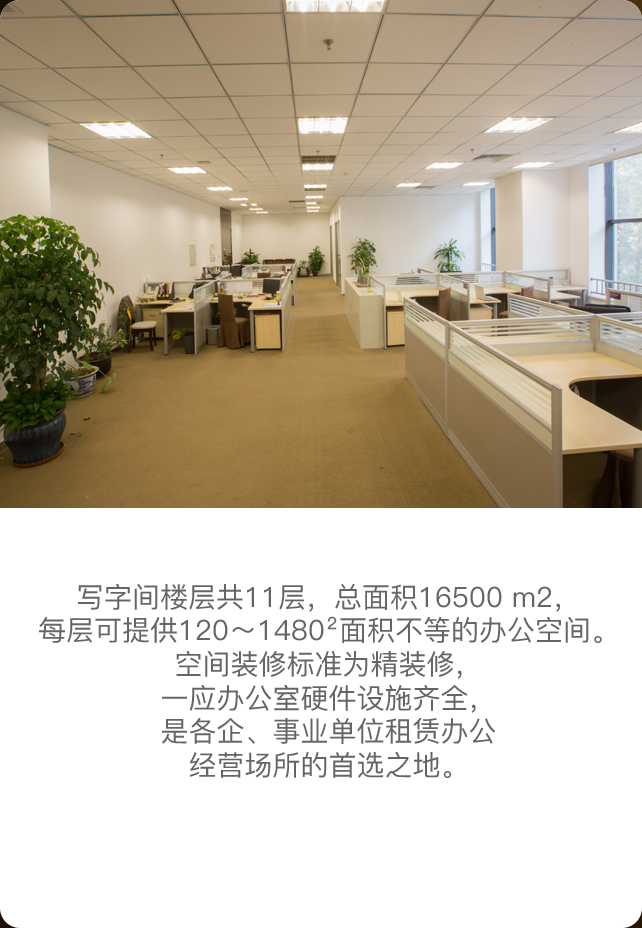 写字间楼层共11层，总面积16500 m2，
每层可提供120～1480²面积不等的办公空间。
空间装修标准为精装修，
一应办公室硬件设施齐全，
是各企、事业单位租赁办公
经营场所的首选之地。